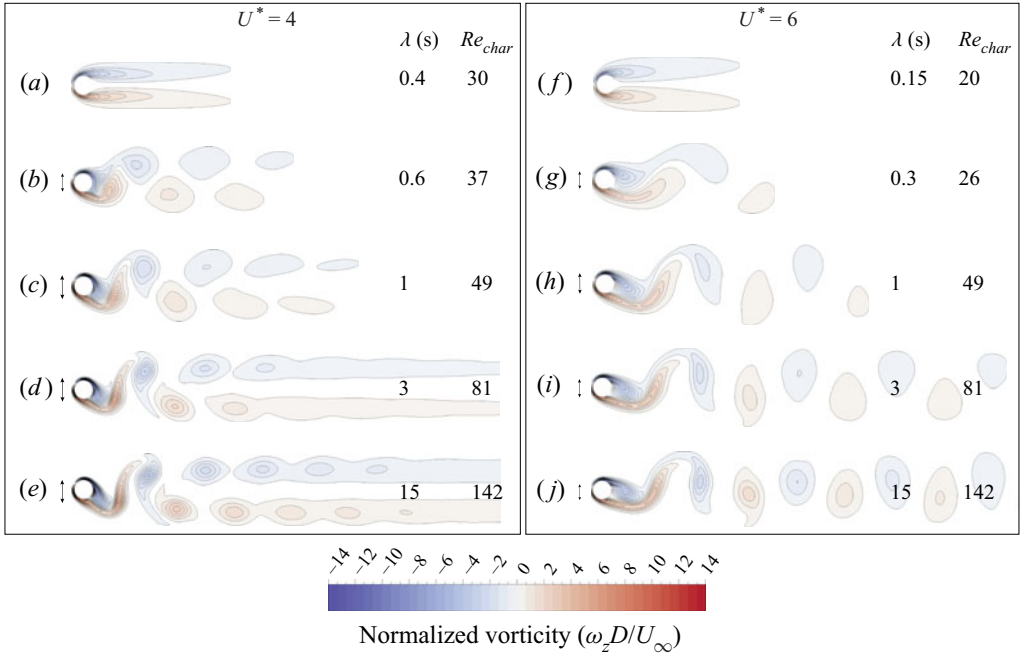 U* = 4
λ (s) Re_char
(a) 0.4 30
(b) 0.6 37
(c) 1 49
(d) 3 81
(e) 15 142
U* = 6
λ (s) Re_char
(f) 0.15 20
(g) 0.3 26
(h) 1 49
(i) 3 81
(j) 15 142
−14 −12 −10 −8 −6 −4 −2 0 2 4 6 8 10 12 14
Normalized vorticity (ω_z D/U_∞)